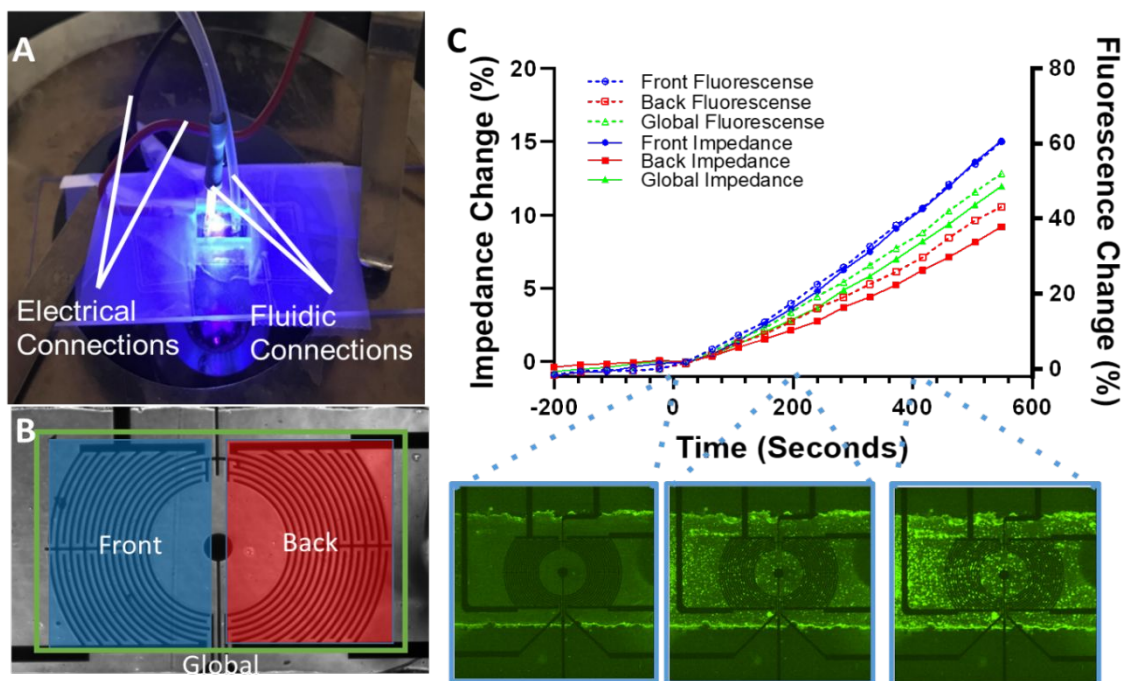 A
Electrical
Connections
Fluidic
Connections
B
Front
Back
Global
C
Impedance Change (%)
20
15
10
5
0
Front Fluorescense
Back Fluorescense
Global Fluorescense
Front Impedance
Back Impedance
Global Impedance
80
60
40
20
0
Fluorescence Change
(%)
-200
0
200
400
600
Time (Seconds)